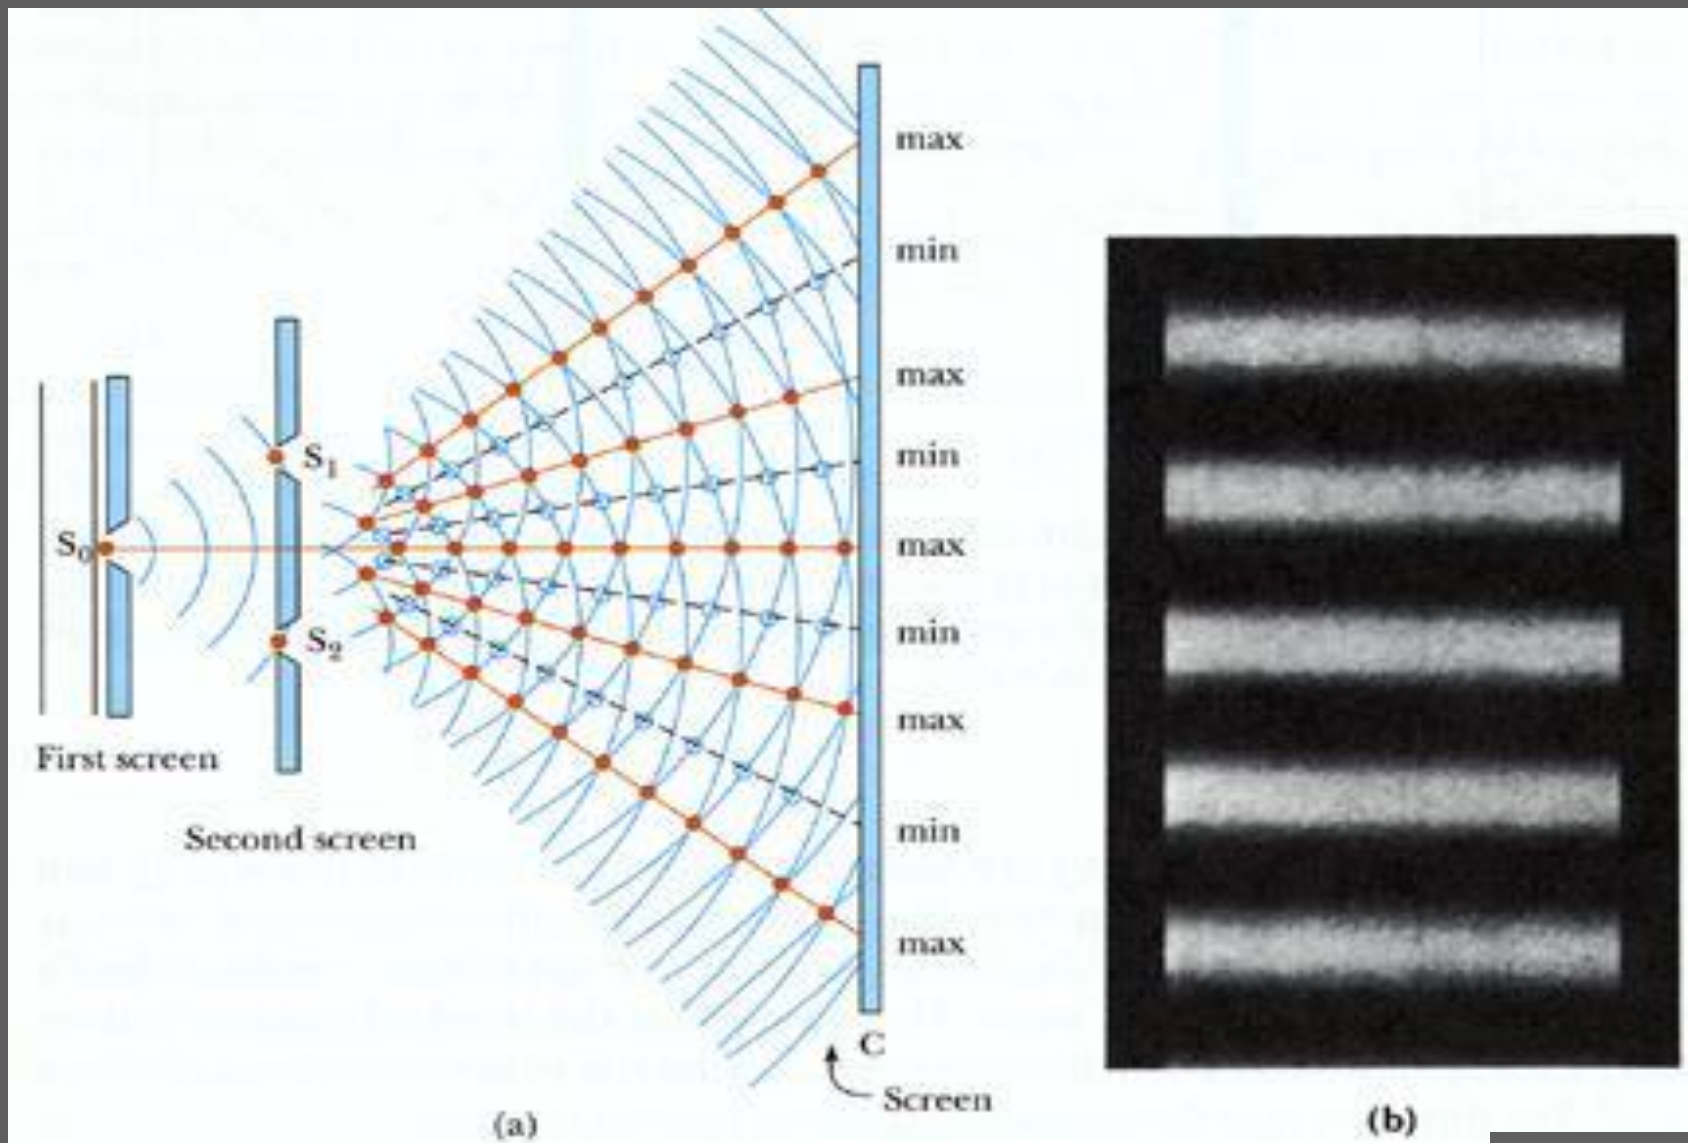 max
min
max
S₁
min
S₀
max
S₂
min
max
First screen
min
Second screen
max
C
Screen
(a)
(b)